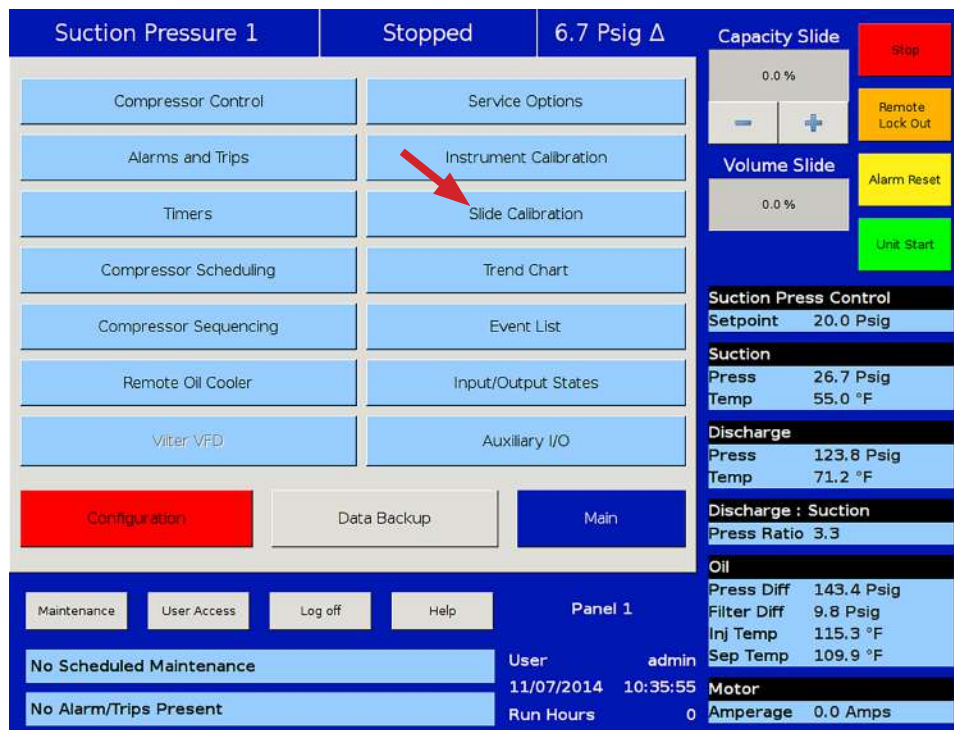 Suction Pressure 1
Stopped
6.7 Psig Δ
Compressor Control
Service Options
Alarms and Trips
Instrument Calibration
Timers
Slide Calibration
Compressor Scheduling
Trend Chart
Compressor Sequencing
Event List
Remote Oil Cooler
Input/Output States
Vilter VFD
Auxiliary I/O
Configuration
Data Backup
Main
Maintenance
User Access
Log off
Help
Panel 1
No Scheduled Maintenance
No Alarm/Trips Present
User admin
11/07/2014 10:35:55
Run Hours 0
Capacity Slide
0.0 %
− +
Volume Slide
0.0 %
Stop
Remote
Lock Out
Alarm Reset
Unit Start
Suction Press Control
Setpoint 20.0 Psig
Suction
Press 26.7 Psig
Temp 55.0 °F
Discharge
Press 123.8 Psig
Temp 71.2 °F
Discharge : Suction
Press Ratio 3.3
Oil
Press Diff 143.4 Psig
Filter Diff 9.8 Psig
Inj Temp 115.3 °F
Sep Temp 109.9 °F
Motor
Amperage 0.0 Amps